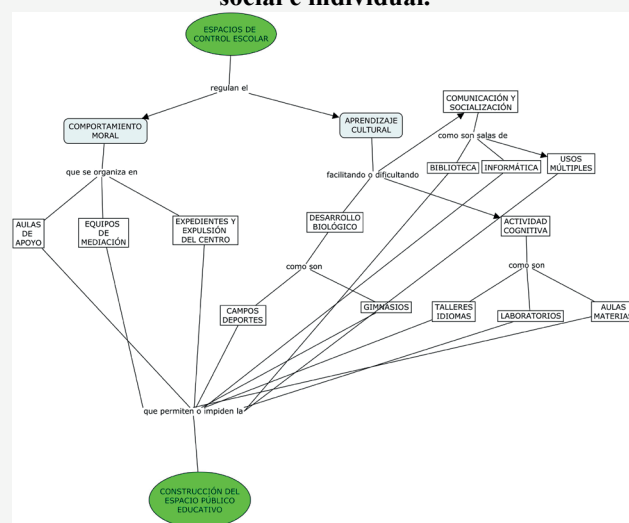 social e individual.
ESPACIOS DE
CONTROL ESCOLAR
regulan el
COMPORTAMIENTO
MORAL
APRENDIZAJE
CULTURAL
COMUNICACIÓN Y
SOCIALIZACIÓN
como son salas de
que se organiza en
facilitando o dificultando
BIBLIOTECA
INFORMÁTICA
USOS
MÚLTIPLES
AULAS
DE
APOYO
EQUIPOS
DE
MEDIACIÓN
EXPEDIENTES Y
EXPULSIÓN
DEL CENTRO
DESARROLLO
BIOLÓGICO
ACTIVIDAD
COGNITIVA
como son
como son
CAMPOS
DEPORTES
GIMNASIOS
TALLERES
IDIOMAS
LABORATORIOS
AULAS
MATERIA
que permiten o impiden la
CONSTRUCCIÓN DEL
ESPACIO PÚBLICO
EDUCATIVO